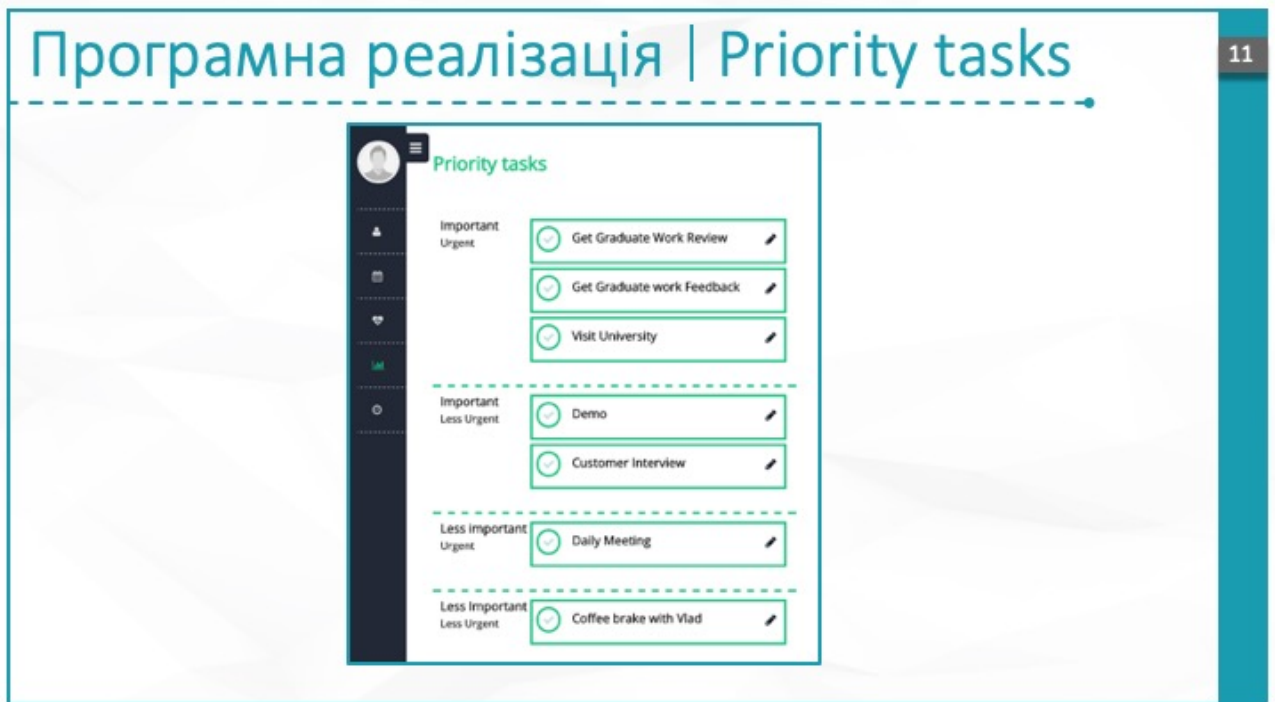 Програмна реалізація | Priority tasks
11
Priority tasks
Important
Urgent
Get Graduate Work Review
Get Graduate work Feedback
Visit University
Important
Less Urgent
Demo
Customer Interview
Less important
Urgent
Daily Meeting
Less Important
Less Urgent
Coffee brake with Vlad